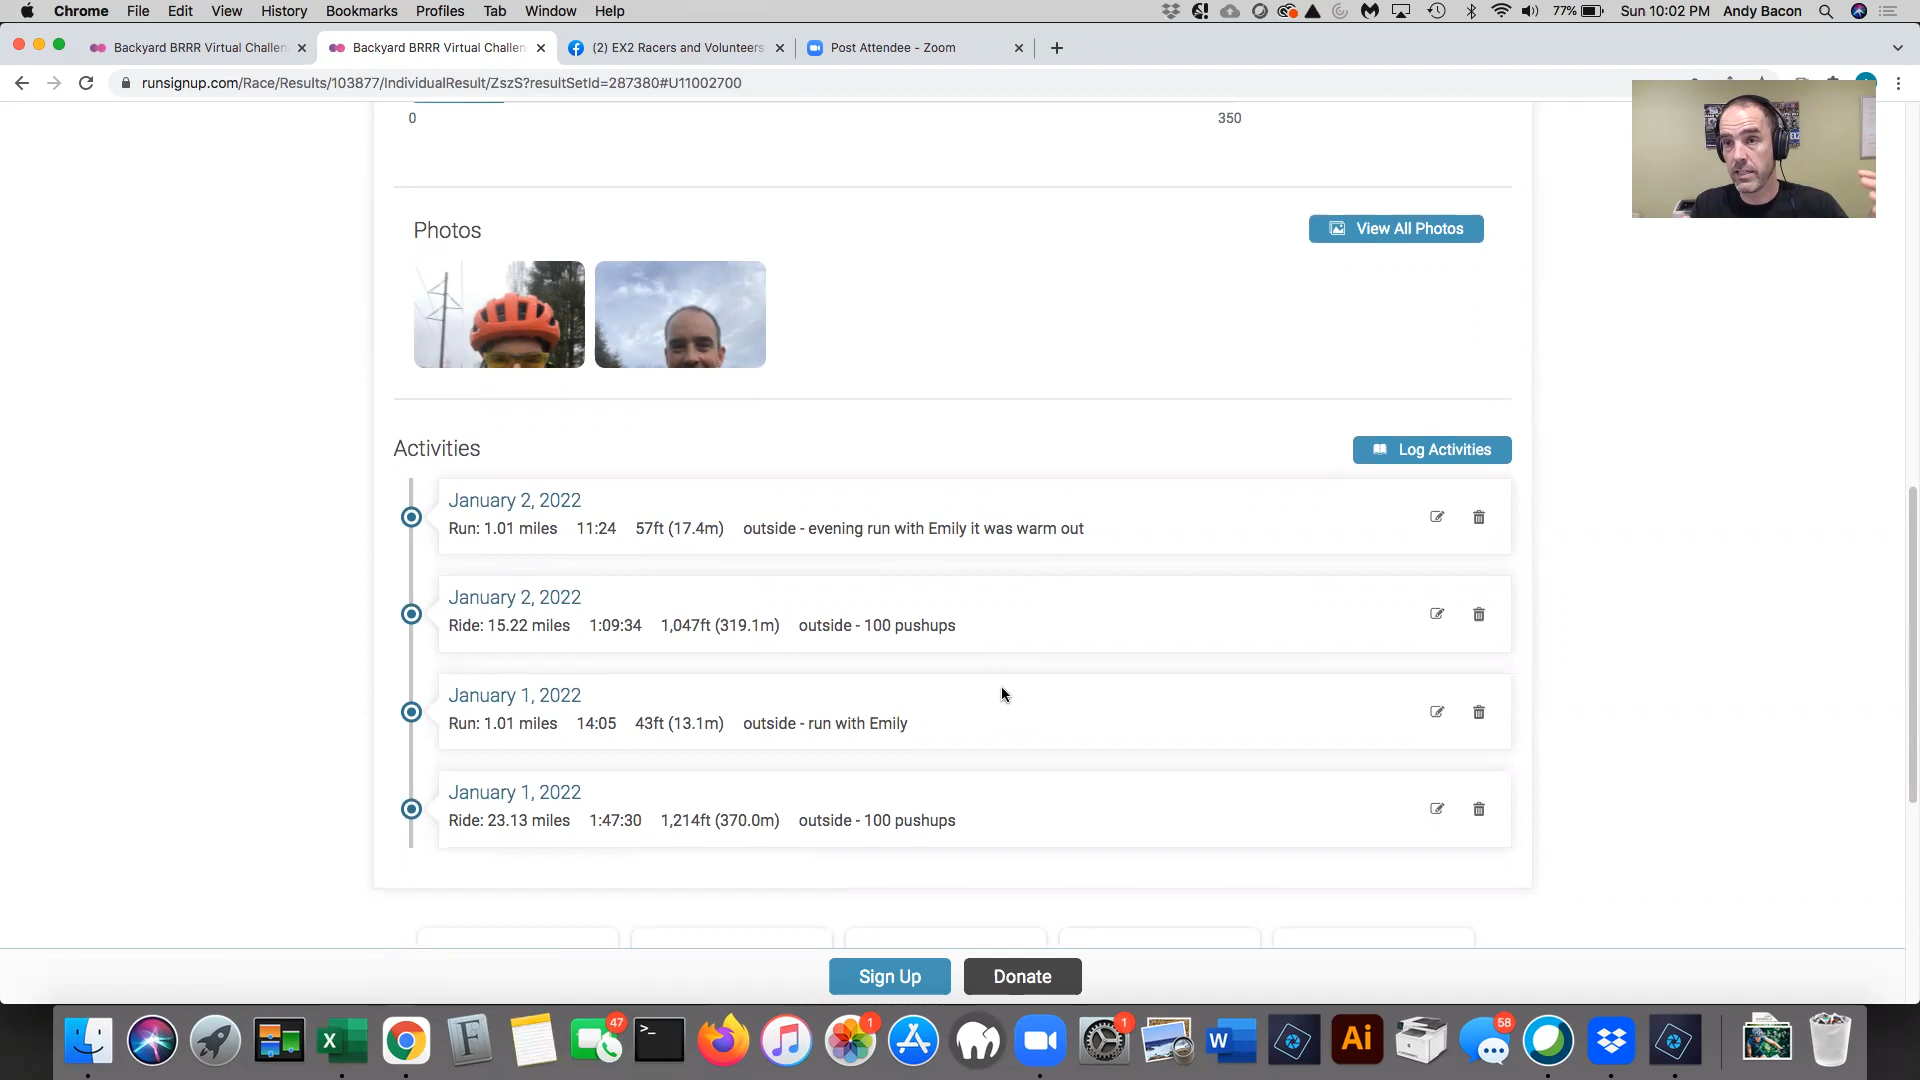 Chrome File Edit View History Bookmarks Profiles Tab Window Help 77% Sun 10:02 PM Andy Bacon
Backyard BRRR Virtual Challen Backyard BRRR Virtual Challen (2) EX2 Racers and Volunteers Post Attendee - Zoom
runsignup.com/Race/Results/103877/IndividualResult/ZszS?resultSetId=287380#U11002700
0 350
Photos View All Photos
Activities Log Activities
January 2, 2022
Run: 1.01 miles 11:24 57ft (17.4m) outside - evening run with Emily it was warm out
January 2, 2022
Ride: 15.22 miles 1:09:34 1,047ft (319.1m) outside - 100 pushups
January 1, 2022
Run: 1.01 miles 14:05 43ft (13.1m) outside - run with Emily
January 1, 2022
Ride: 23.13 miles 1:47:30 1,214ft (370.0m) outside - 100 pushups
Sign Up Donate
X F 47 >_ 1 1 W Ai 58